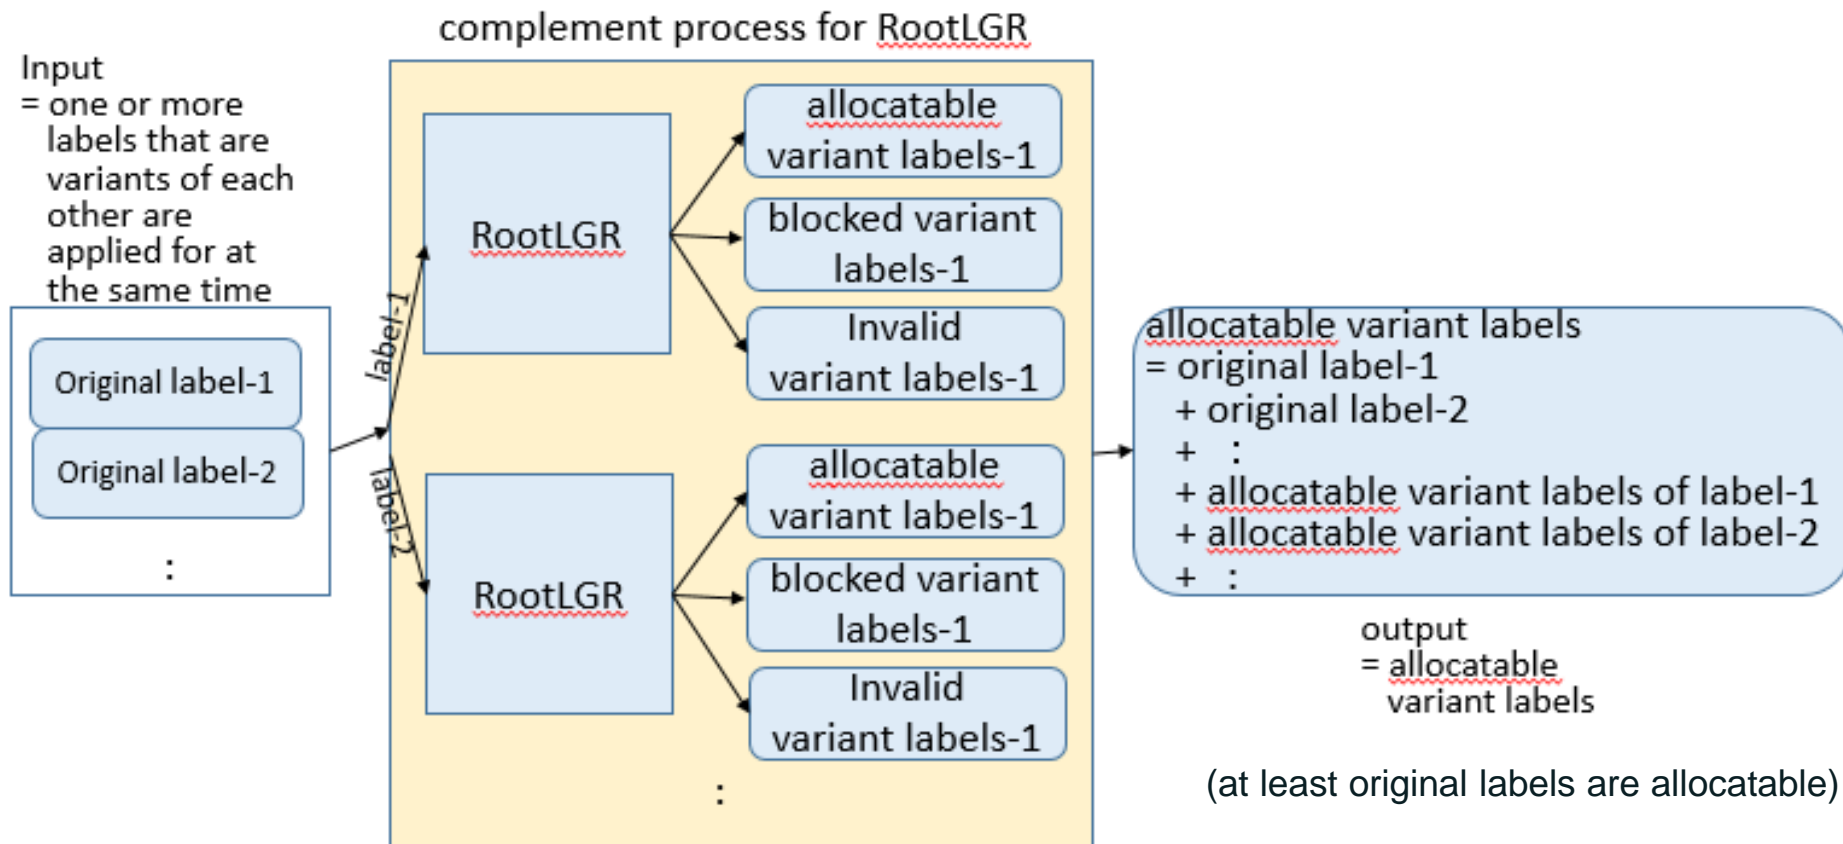 complement process for RootLGR
Input
= one or more
labels that are
variants of each
other are
applied for at
the same time
Original label-1
Original label-2
:
label-1
label-2
RootLGR
allocatable
variant labels-1
blocked variant
labels-1
Invalid
variant labels-1
RootLGR
allocatable
variant labels-1
blocked variant
labels-1
Invalid
variant labels-1
:
allocatable variant labels
= original label-1
+ original label-2
+ :
+ allocatable variant labels of label-1
+ allocatable variant labels of label-2
+ :
output
= allocatable
variant labels
(at least original labels are allocatable)